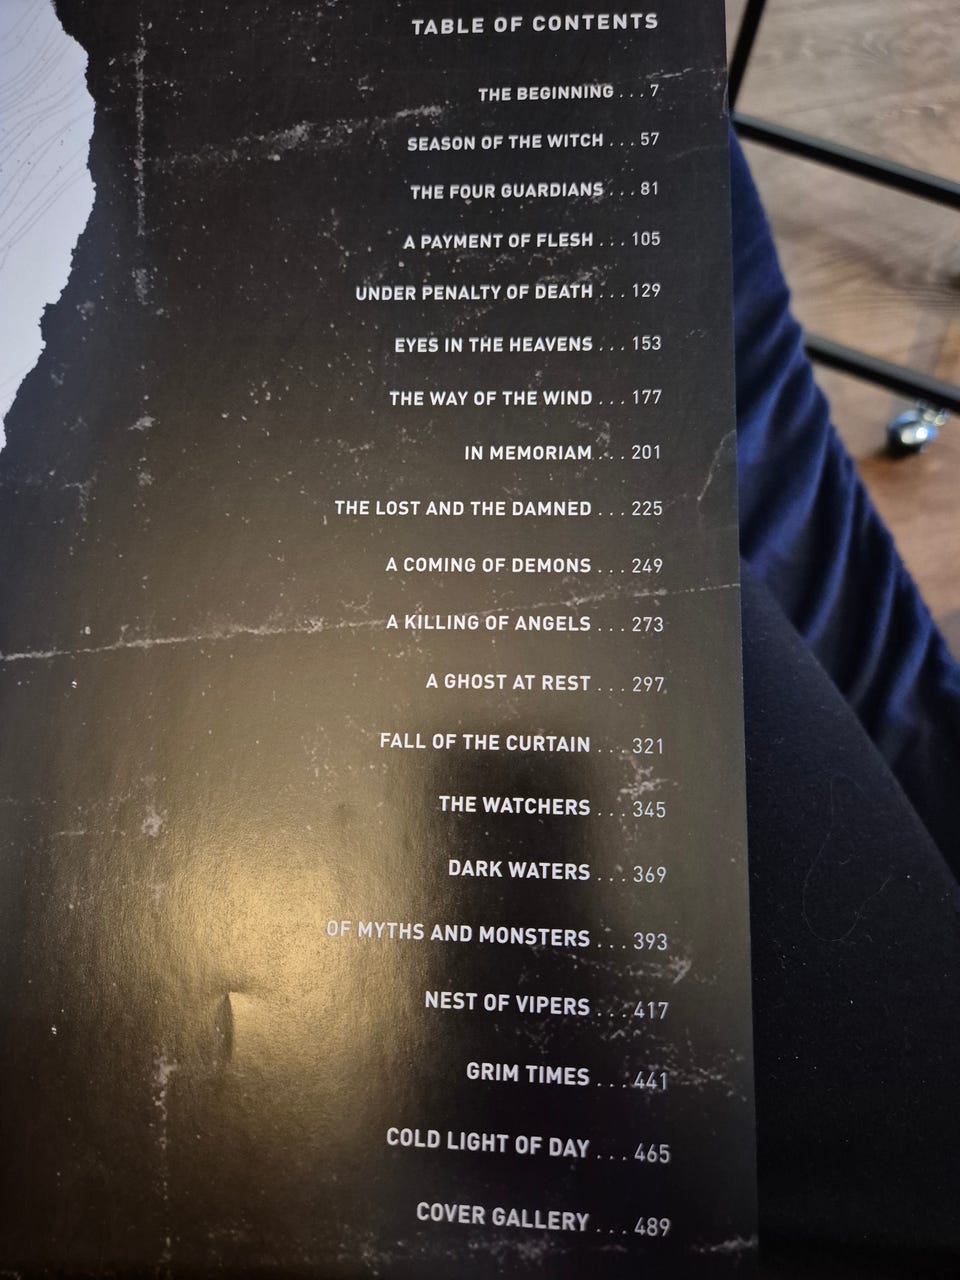 TABLE OF CONTENTS
THE BEGINNING . . . 7
SEASON OF THE WITCH . . . 57
THE FOUR GUARDIANS . . . 81
A PAYMENT OF FLESH . . . 105
UNDER PENALTY OF DEATH . . . 129
EYES IN THE HEAVENS . . . 153
THE WAY OF THE WIND . . . 177
IN MEMORIAM . . . 201
THE LOST AND THE DAMNED . . . 225
A COMING OF DEMONS . . . 249
A KILLING OF ANGELS . . . 273
A GHOST AT REST . . . 297
FALL OF THE CURTAIN . . . 321
THE WATCHERS . . . 345
DARK WATERS . . . 369
OF MYTHS AND MONSTERS . . . 393
NEST OF VIPERS . . . 417
GRIM TIMES . . . 441
COLD LIGHT OF DAY . . . 465
COVER GALLERY . . . 489